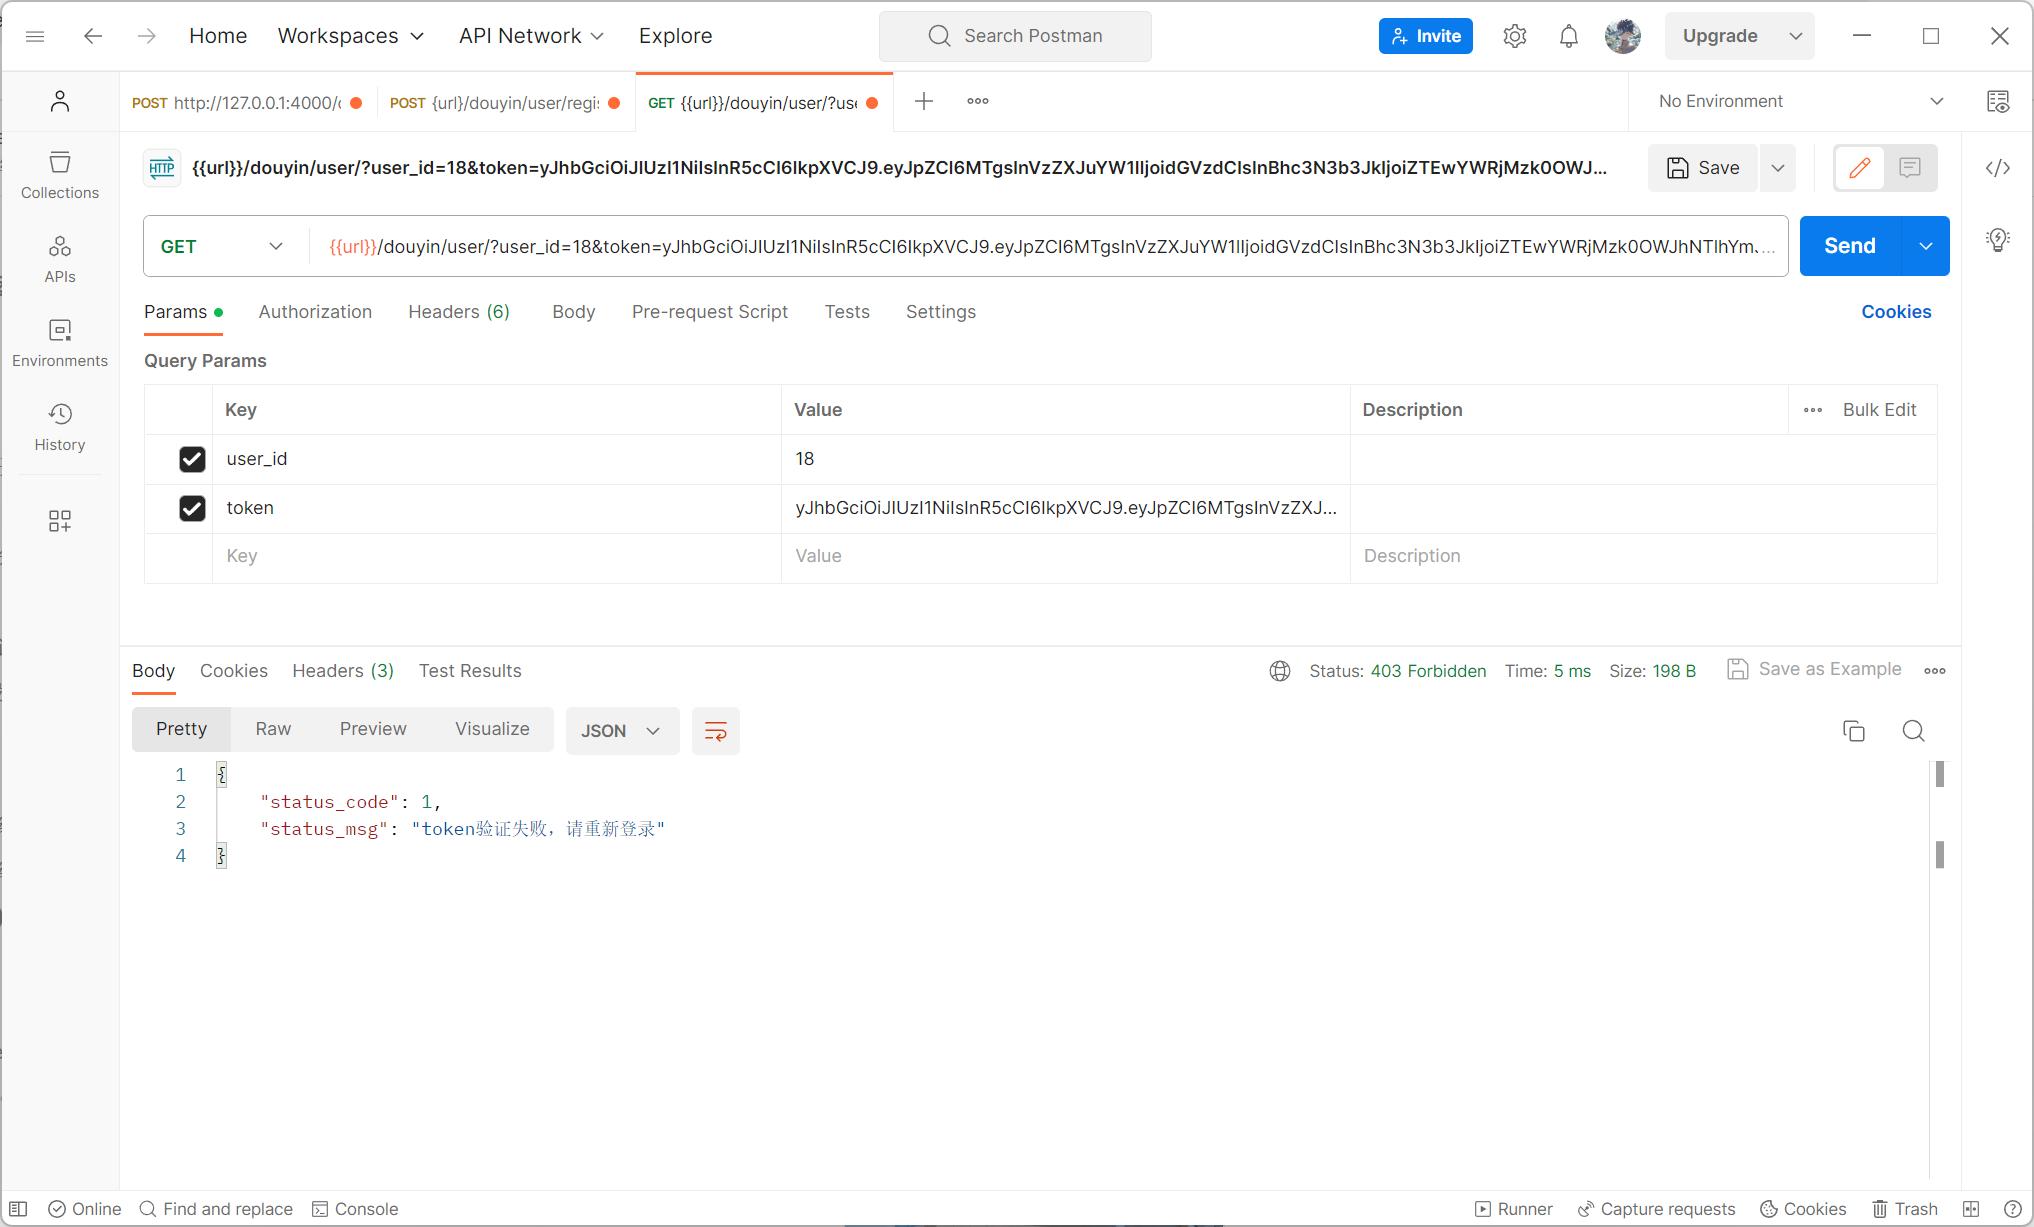 Home Workspaces API Network Explore Search Postman Invite Upgrade
POST http://127.0.0.1:4000/ POST {url}/douyin/user/regi GET {{url}}/douyin/user/?us No Environment
HTTP {{url}}/douyin/user/?user_id=18&token=yJhbGciOiJIUzI1NiIsInR5cCI6IkpXVCJ9.eyJpZCI6MTgsInVzZXJuYW1lIjoidGVzdCIsInBhc3N3b3JkIjoiZTEwYWRjMzk0OWJ... Save
GET {{url}}/douyin/user/?user_id=18&token=yJhbGciOiJIUzI1NiIsInR5cCI6IkpXVCJ9.eyJpZCI6MTgsInVzZXJuYW1lIjoidGVzdCIsInBhc3N3b3JkIjoiZTEwYWRjMzk0OWJhNTlhYm... Send
Params Authorization Headers (6) Body Pre-request Script Tests Settings Cookies
Query Params
Key Value Description Bulk Edit
user_id 18
token yJhbGciOiJIUzI1NiIsInR5cCI6IkpXVCJ9.eyJpZCI6MTgsInVzZXJ...
Key Value Description
Collections
APIs
Environments
History
Body Cookies Headers (3) Test Results Status: 403 Forbidden Time: 5 ms Size: 198 B Save as Example
Pretty Raw Preview Visualize JSON
1 {
2 "status_code": 1,
3 "status_msg": "token验证失败，请重新登录"
4 }
Online Find and replace Console Runner Capture requests Cookies Trash